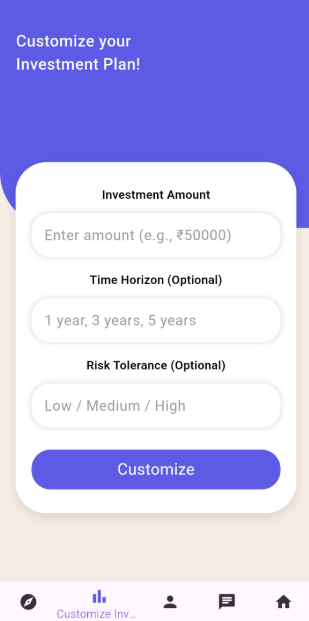 Customize your
Investment Plan!
Investment Amount
Enter amount (e.g., ₹50000)
Time Horizon (Optional)
1 year, 3 years, 5 years
Risk Tolerance (Optional)
Low / Medium / High
Customize
Customize Inv...